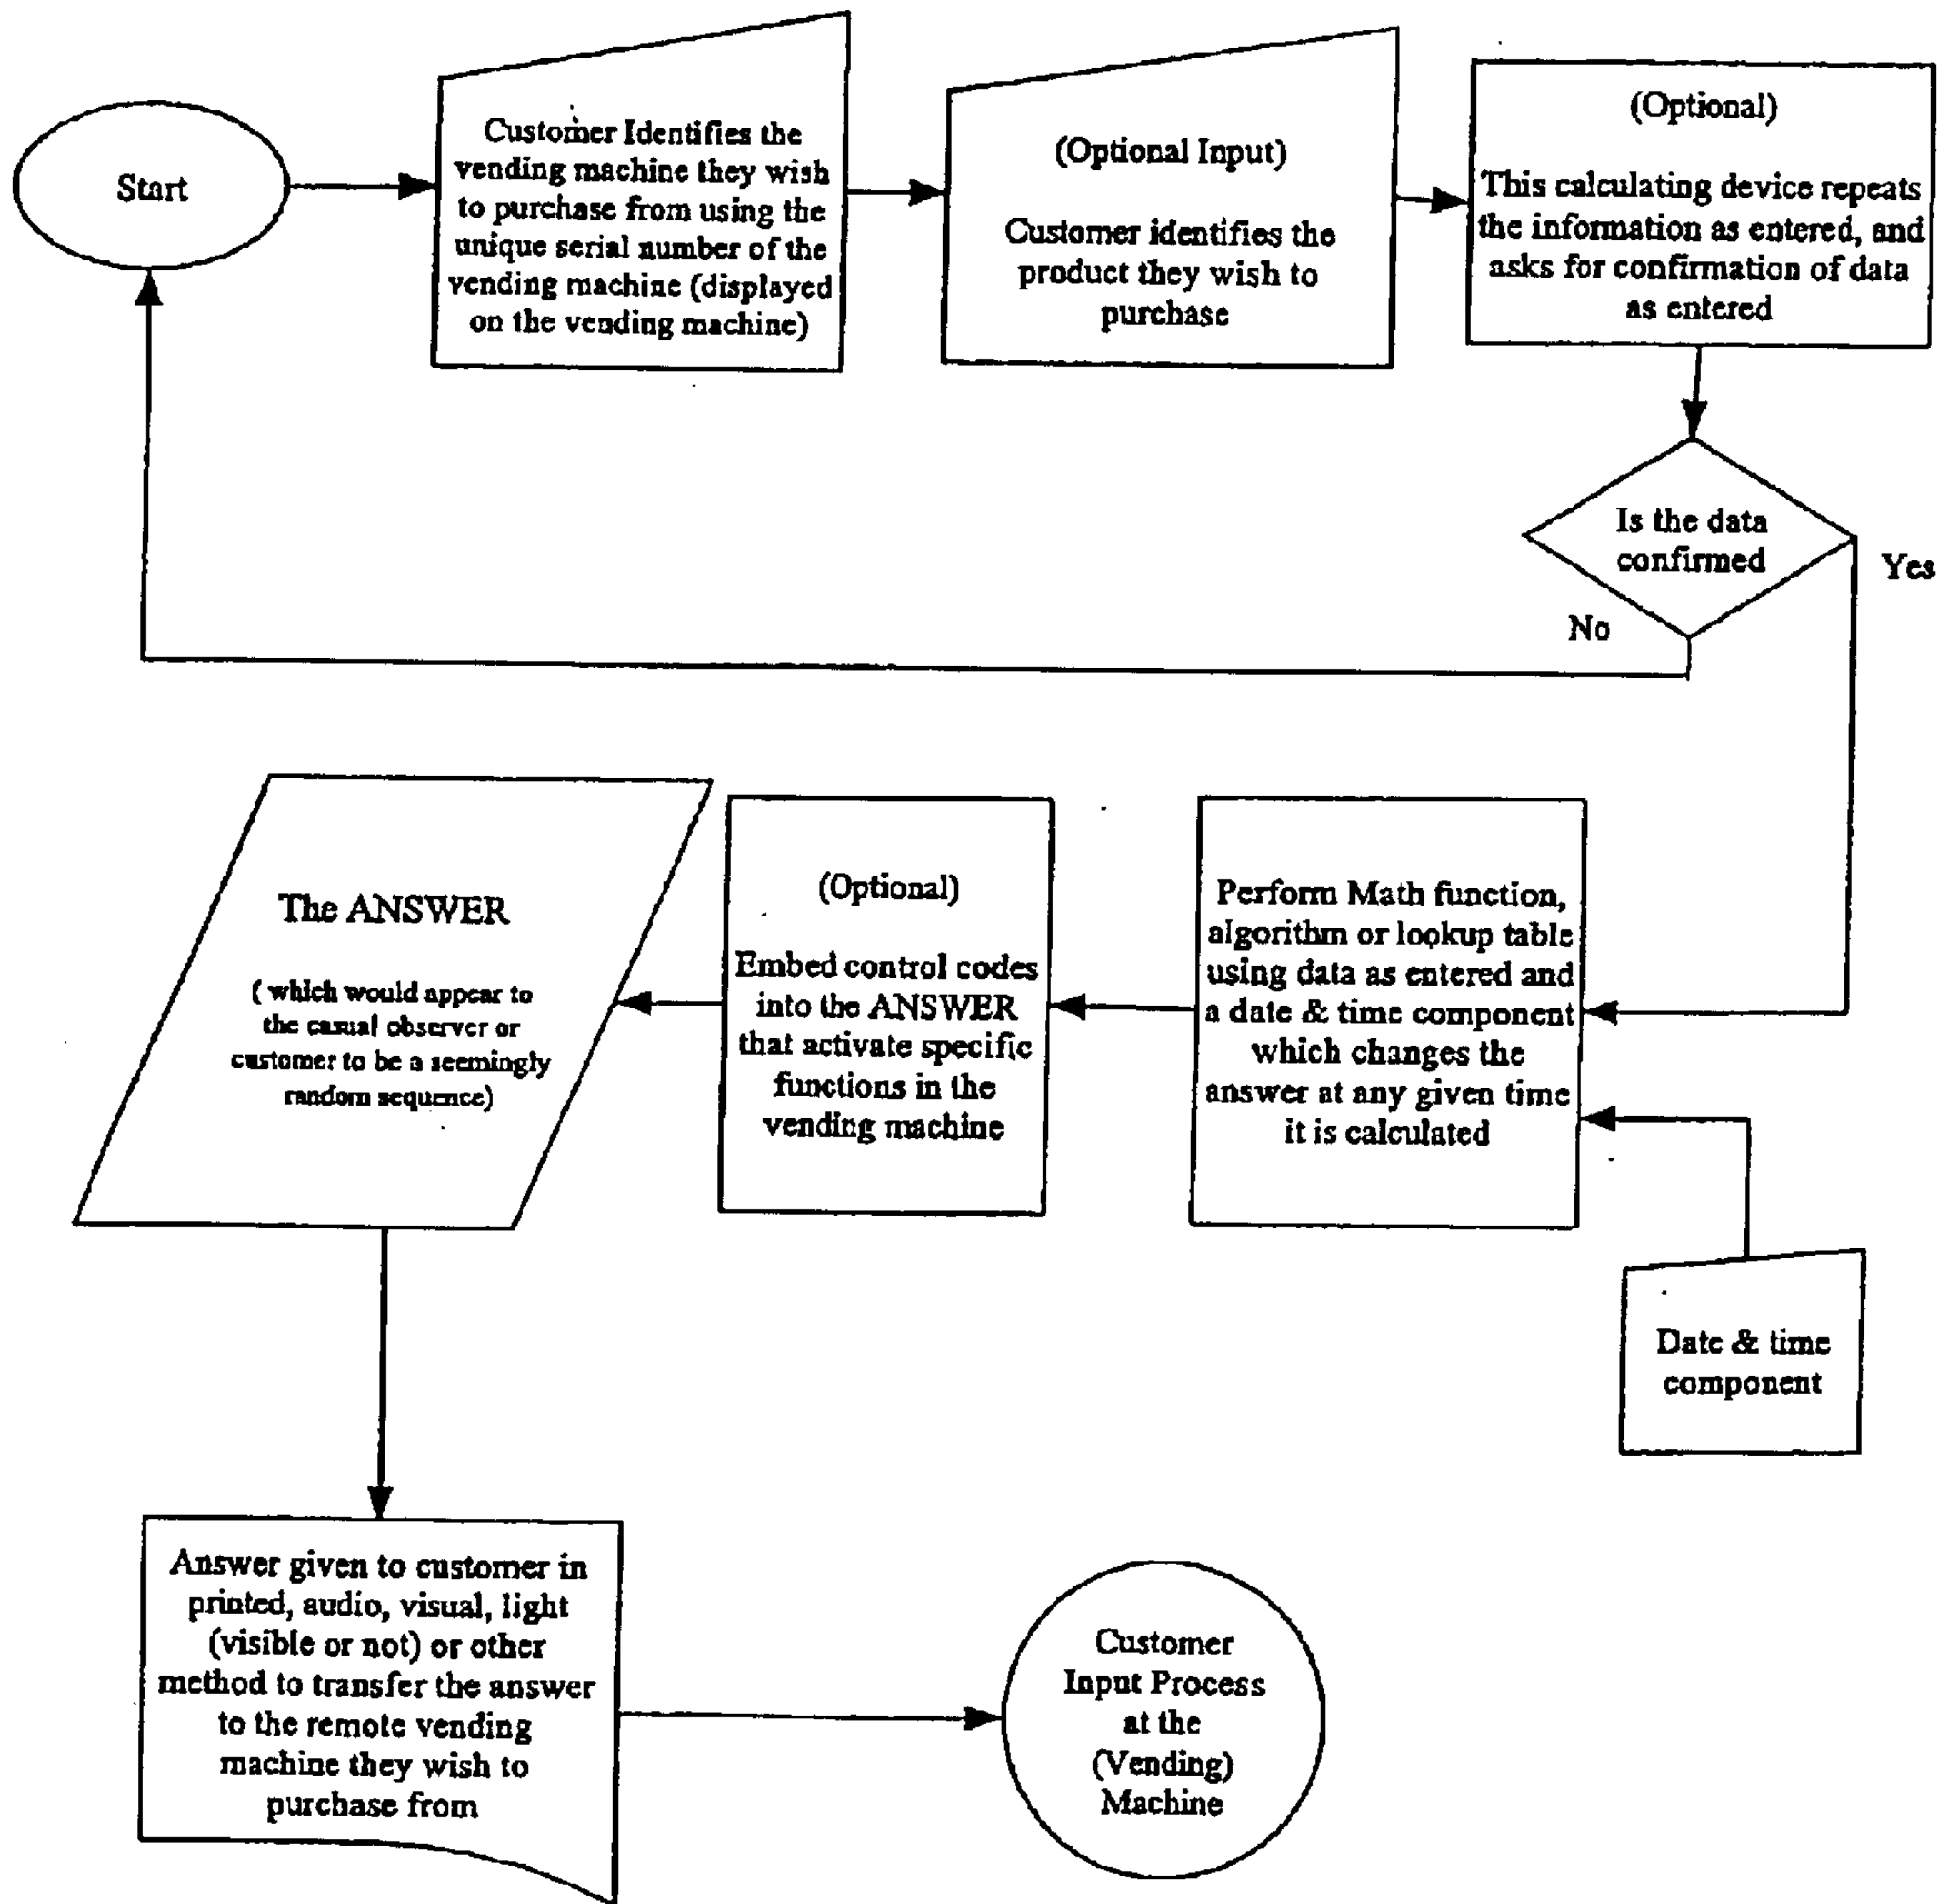 Start
Customer Identifies the
vending machine they wish
to purchase from using the
unique serial number of the
vending machine (displayed
on the vending machine)
(Optional Input)
Customer identifies the
product they wish to
purchase
(Optional)
This calculating device repeats
the information as entered, and
asks for confirmation of data
as entered
Is the data
confirmed
Yes
No
Perform Math function,
algorithm or lookup table
using data as entered and
a date & time component
which changes the
answer at any given time
it is calculated
Date & time
component
(Optional)
Embed control codes
into the ANSWER
that activate specific
functions in the
vending machine
The ANSWER
( which would appear to
the casual observer or
customer to be a seemingly
random sequence)
Answer given to customer in
printed, audio, visual, light
(visible or not) or other
method to transfer the answer
to the remote vending
machine they wish to
purchase from
Customer
Input Process
at the
(Vending)
Machine